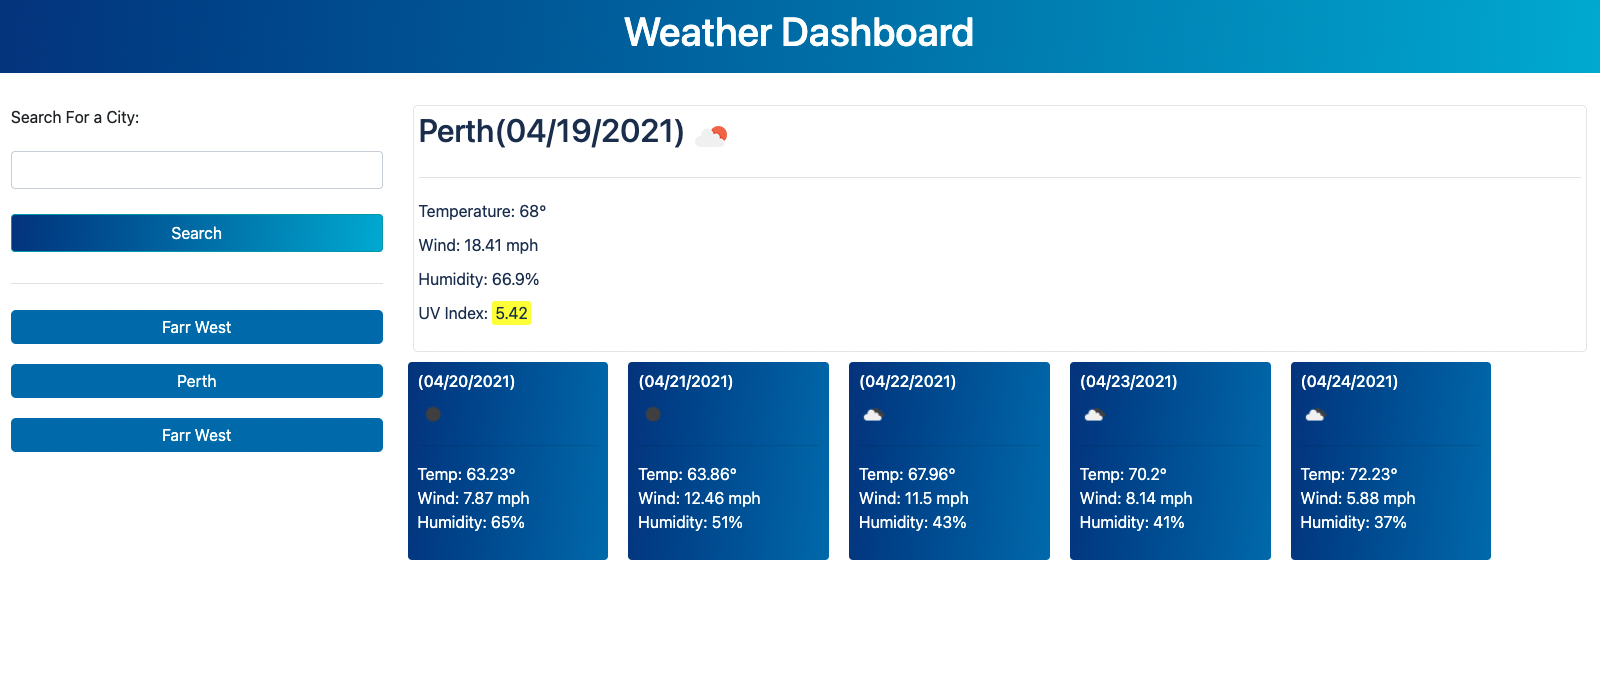 Weather Dashboard
Search For a City:
Search
Farr West
Perth
Farr West
Perth(04/19/2021)
Temperature: 68°
Wind: 18.41 mph
Humidity: 66.9%
UV Index: 5.42
(04/20/2021)
Temp: 63.23°
Wind: 7.87 mph
Humidity: 65%
(04/21/2021)
Temp: 63.86°
Wind: 12.46 mph
Humidity: 51%
(04/22/2021)
Temp: 67.96°
Wind: 11.5 mph
Humidity: 43%
(04/23/2021)
Temp: 70.2°
Wind: 8.14 mph
Humidity: 41%
(04/24/2021)
Temp: 72.23°
Wind: 5.88 mph
Humidity: 37%